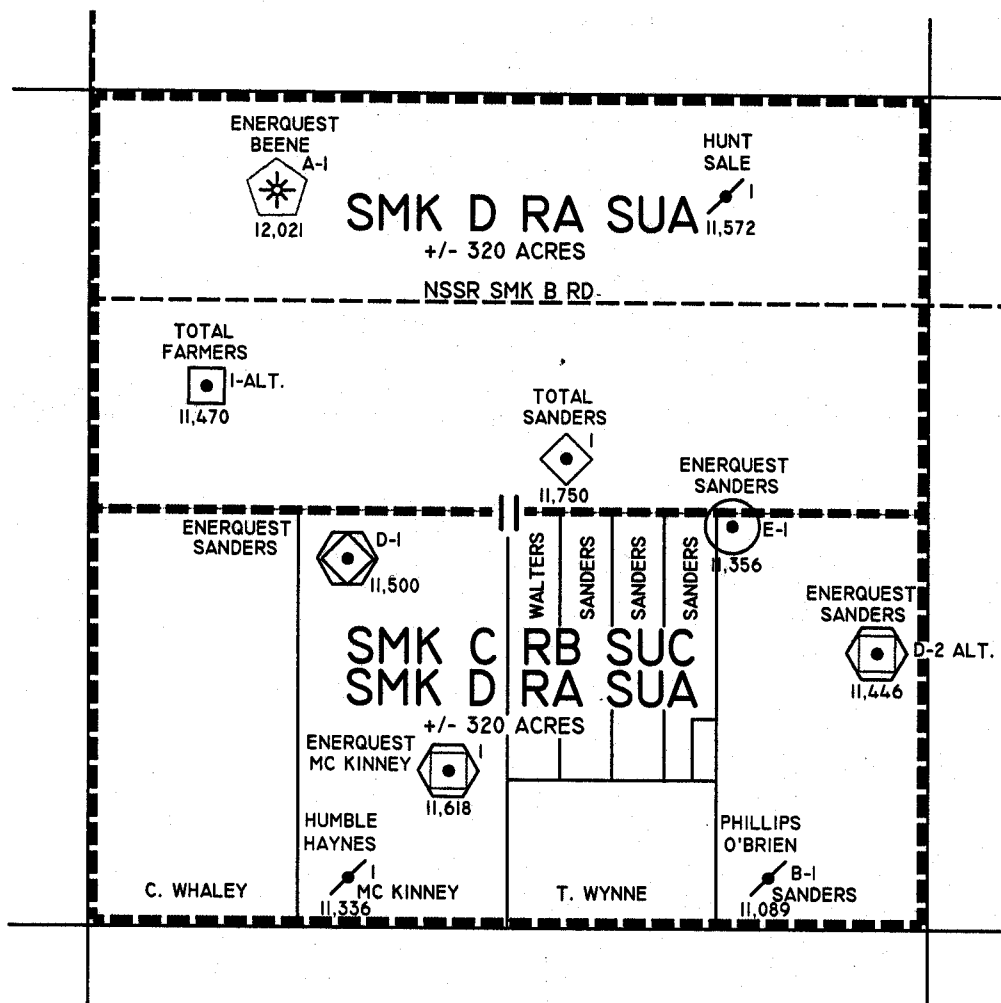 ENERQUEST
BEENE
A-1
12,021
HUNT
SALE
1
11,572
SMK D RA SUA
+/- 320 ACRES
NSSR SMK B RD
TOTAL
FARMERS
1-ALT.
11,470
TOTAL
SANDERS
1
11,750
ENERQUEST
SANDERS
E-1
11,356
ENERQUEST
SANDERS
D-1
11,500
WALTERS
SANDERS
SANDERS
SANDERS
ENERQUEST
SANDERS
D-2 ALT.
11,446
SMK C RB SUC
SMK D RA SUA
+/- 320 ACRES
ENERQUEST
MC KINNEY
1
11,618
HUMBLE
HAYNES
1
11,336
PHILLIPS
O'BRIEN
B-1
11,089
C. WHALEY
MC KINNEY
T. WYNNE
SANDERS